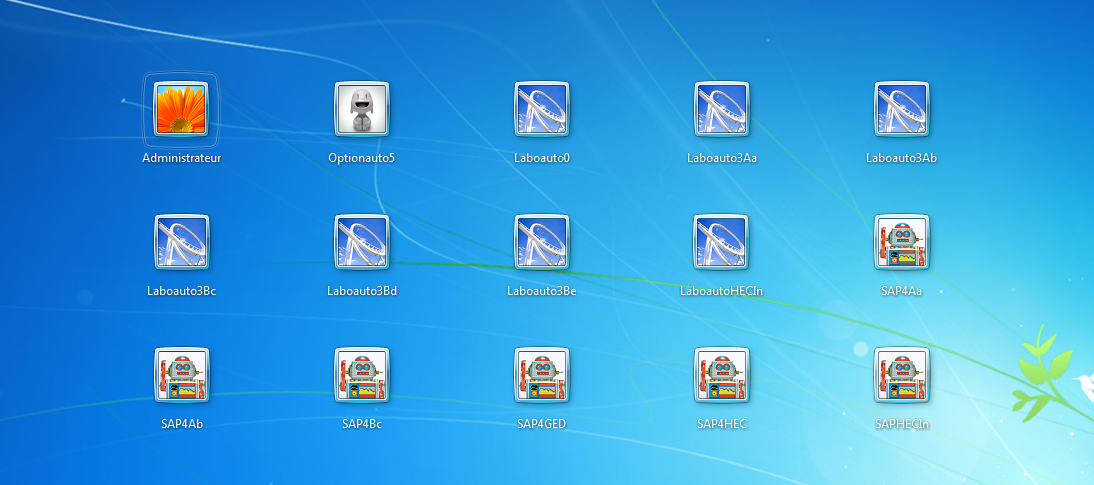 Administrateur
Optionauto5
Laboauto0
Laboauto3Aa
Laboauto3Ab
Laboauto3Bc
Laboauto3Bd
Laboauto3Be
LaboautoHECIn
SAP4Aa
SAP4Ab
SAP4Bc
SAP4GED
SAP4HEC
SAPHECIn